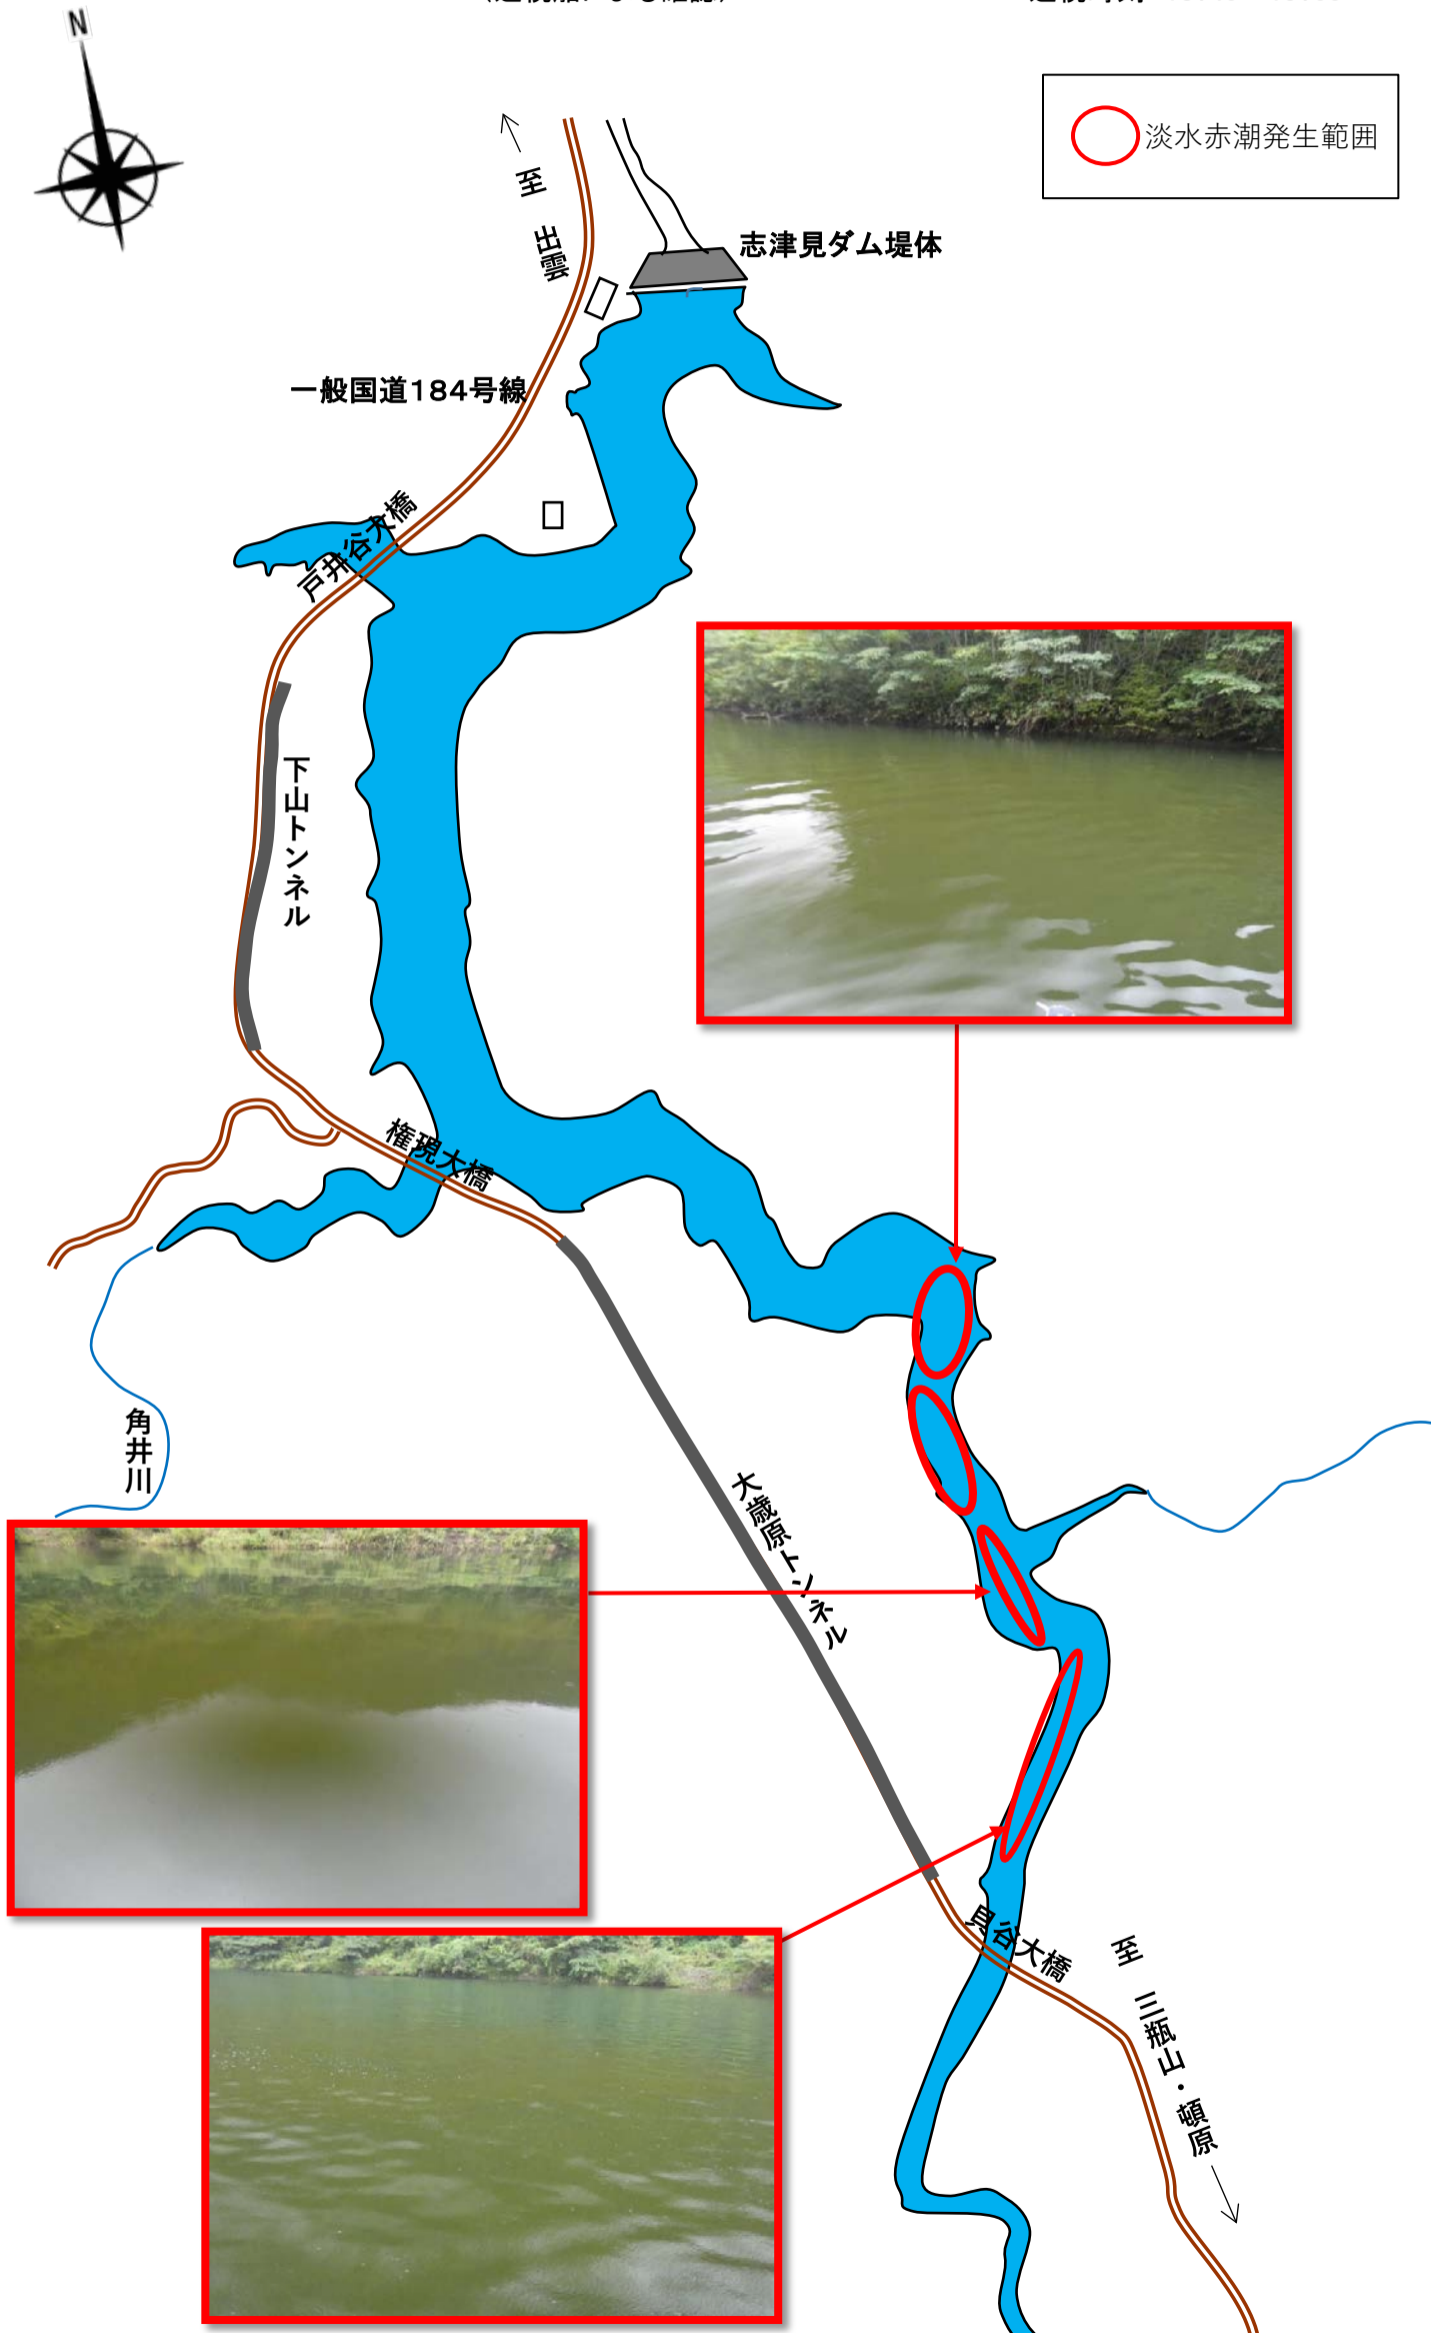 N
淡水赤潮発生範囲
至 出雲
志津見ダム堤体
一般国道184号線
戸井谷大橋
下山トンネル
権現大橋
角井川
大歳原トンネル
貝谷大橋
至 三瓶山・頓原